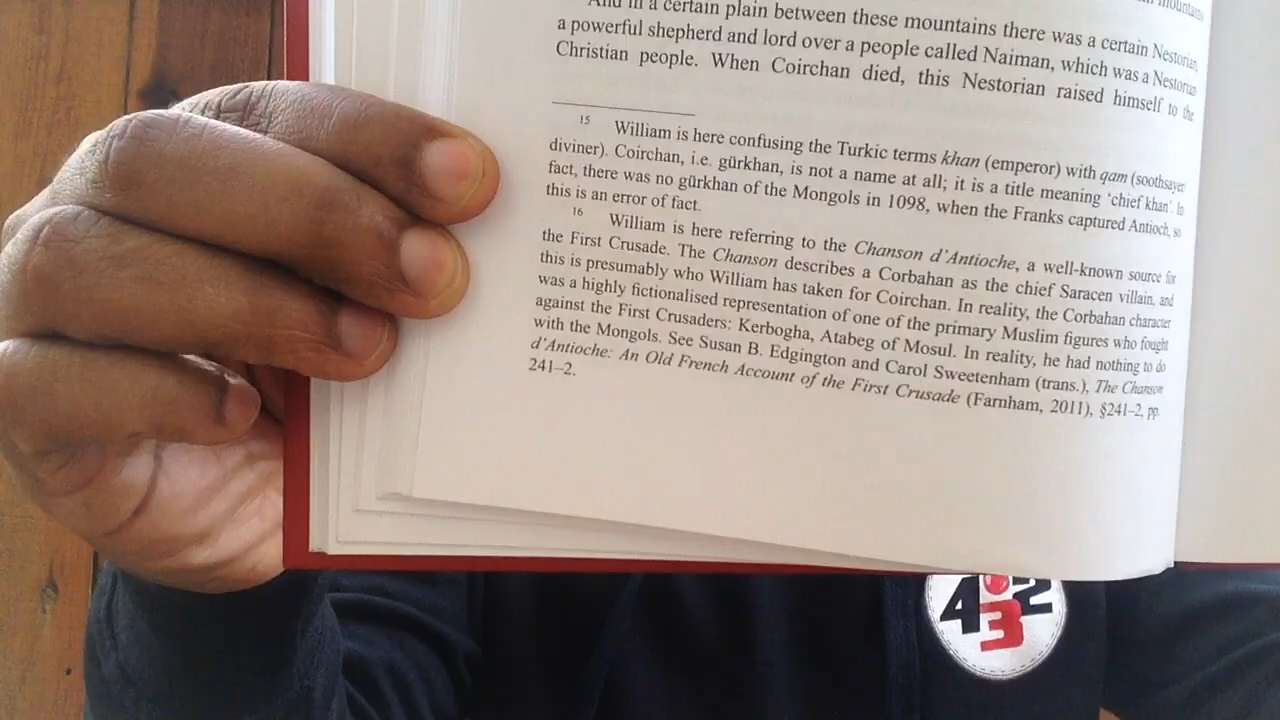 mountains
And in a certain plain between these mountains there was a certain Nestorian,
a powerful shepherd and lord over a people called Naiman, which was a Nestorian
Christian people. When Coirchan died, this Nestorian raised himself to the
15 William is here confusing the Turkic terms khan (emperor) with qam (soothsayer/
diviner). Coirchan, i.e. gürkhan, is not a name at all; it is a title meaning ‘chief khan’. In
fact, there was no gürkhan of the Mongols in 1098, when the Franks captured Antioch, so
this is an error of fact.
16 William is here referring to the Chanson d’Antioche, a well-known source for
the First Crusade. The Chanson describes a Corbahan as the chief Saracen villain, and
this is presumably who William has taken for Coirchan. In reality, the Corbahan character
was a highly fictionalised representation of one of the primary Muslim figures who fought
against the First Crusaders: Kerbogha, Atabeg of Mosul. In reality, he had nothing to do
with the Mongols. See Susan B. Edgington and Carol Sweetenham (trans.), The Chanson
d’Antioche: An Old French Account of the First Crusade (Farnham, 2011), §241–2, pp.
241–2.
432